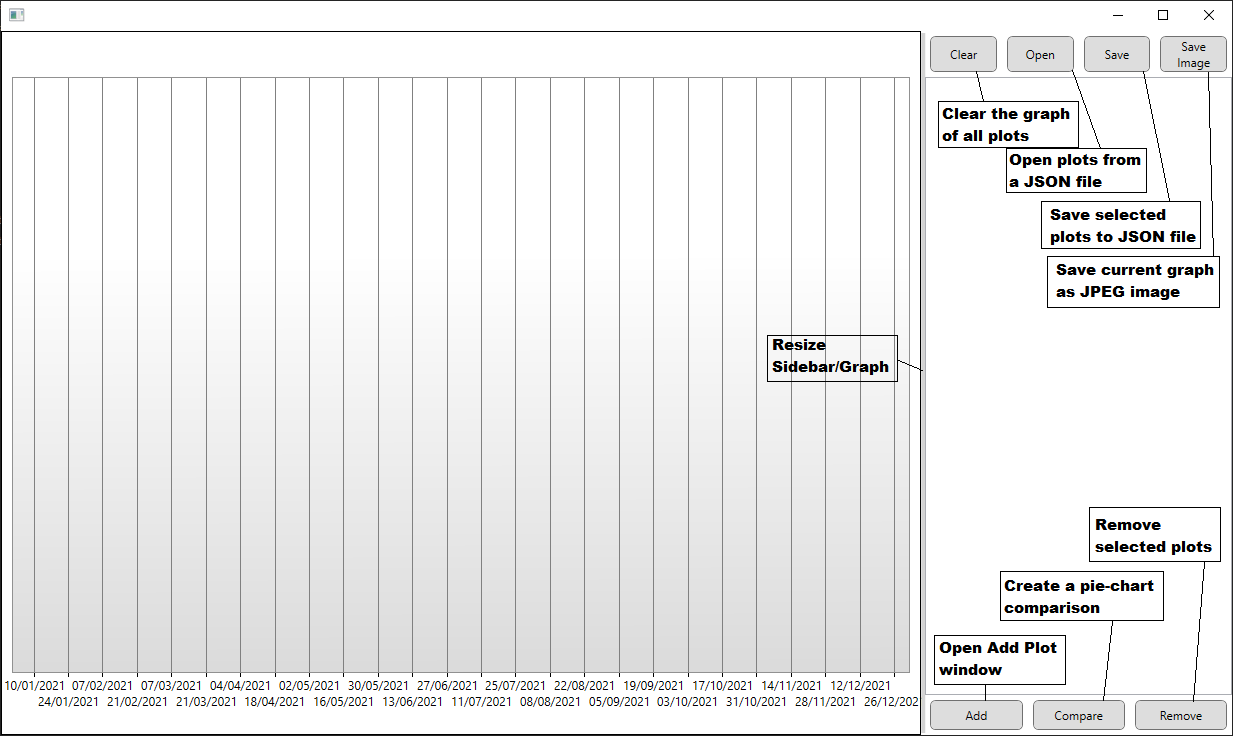 Clear
Open
Save
Save
Image
Clear the graph
of all plots
Open plots from
a JSON file
Save selected
plots to JSON file
Save current graph
as JPEG image
Resize
Sidebar/Graph
Remove
selected plots
Create a pie-chart
comparison
Open Add Plot
window
10/01/2021 07/02/2021 07/03/2021 04/04/2021 02/05/2021 30/05/2021 27/06/2021 25/07/2021 22/08/2021 19/09/2021 17/10/2021 14/11/2021 12/12/2021
24/01/2021 21/02/2021 21/03/2021 18/04/2021 16/05/2021 13/06/2021 11/07/2021 08/08/2021 05/09/2021 03/10/2021 31/10/2021 28/11/2021 26/12/202
Add
Compare
Remove